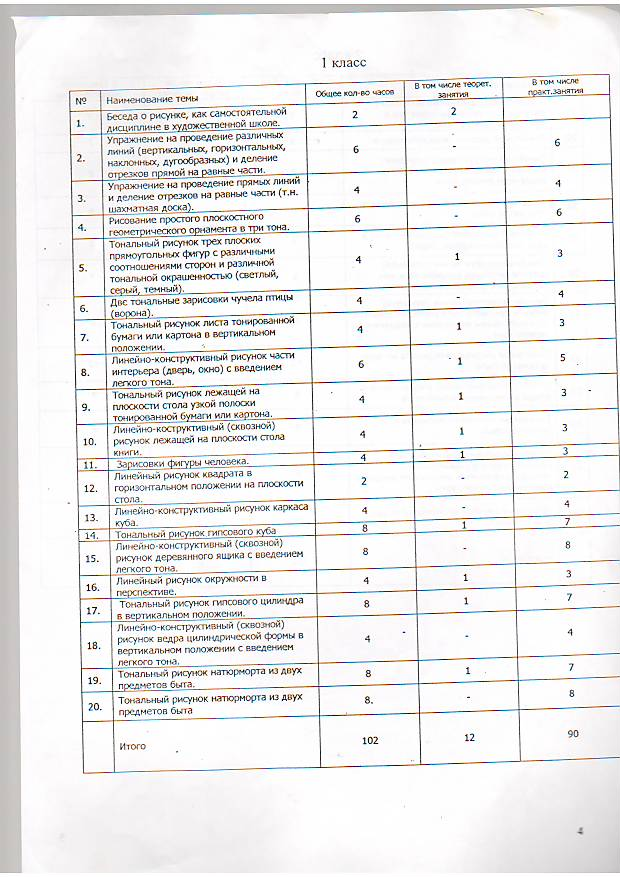 1 класс
№ Наименование темы Общее кол-во часов В том числе теорет. занятия В том числе практ.занятия
1. Беседа о рисунке, как самостоятельной 2 2
дисциплине в художественной школе.
2. Упражнение на проведение различных 6 - 6
линий (вертикальных, горизонтальных, -
наклонных, дугообразных) и деление
отрезков прямой на равные части.
3. Упражнение на проведение прямых линий 4 - 4
и деление отрезков на равные части (т.н.
шахматная доска).
4. Рисование простого плоскостного 6 - 6
геометрического орнамента в три тона.
5. Тональный рисунок трех плоских 4 1 3
прямоугольных фигур с различными
соотношениями сторон и различной
тональной окрашенностью (светлый,
серый, темный).
6. Две тональные зарисовки чучела птицы 4 - 4
(ворона).
7. Тональный рисунок листа тонированной 4 1 3
бумаги или картона в вертикальном
положении.
8. Линейно-конструктивный рисунок части 6 1 5
интерьера (дверь, окно) с введением
легкого тона.
9. Тональный рисунок лежащей на 4 1 3
плоскости стола узкой полоски
тонированной бумаги или картона.
10. Линейно-коструктивный (сквозной) 4 1 3
рисунок лежащей на плоскости стола
книги.
11. Зарисовки фигуры человека. 4 1 3
12. Линейный рисунок квадрата в 2 - 2
горизонтальном положении на плоскости
стола.
13. Линейно-конструктивный рисунок каркаса 4 - 4
куба.
14. Тональный рисунок гипсового куба 8 1 7
15. Линейно-конструктивный (сквозной) 8 - 8
рисунок деревянного ящика с введением
легкого тона.
16. Линейный рисунок окружности в 4 1 3
перспективе.
17. Тональный рисунок гипсового цилиндра 8 1 7
в вертикальном положении.
18. Линейно-конструктивный (сквозной) 4 - 4
рисунок ведра цилиндрической формы в
вертикальном положении с введением
легкого тона.
19. Тональный рисунок натюрморта из двух 8 1 7
предметов быта.
20. Тональный рисунок натюрморта из двух 8. - 8
предметов быта
Итого 102 12 90
4